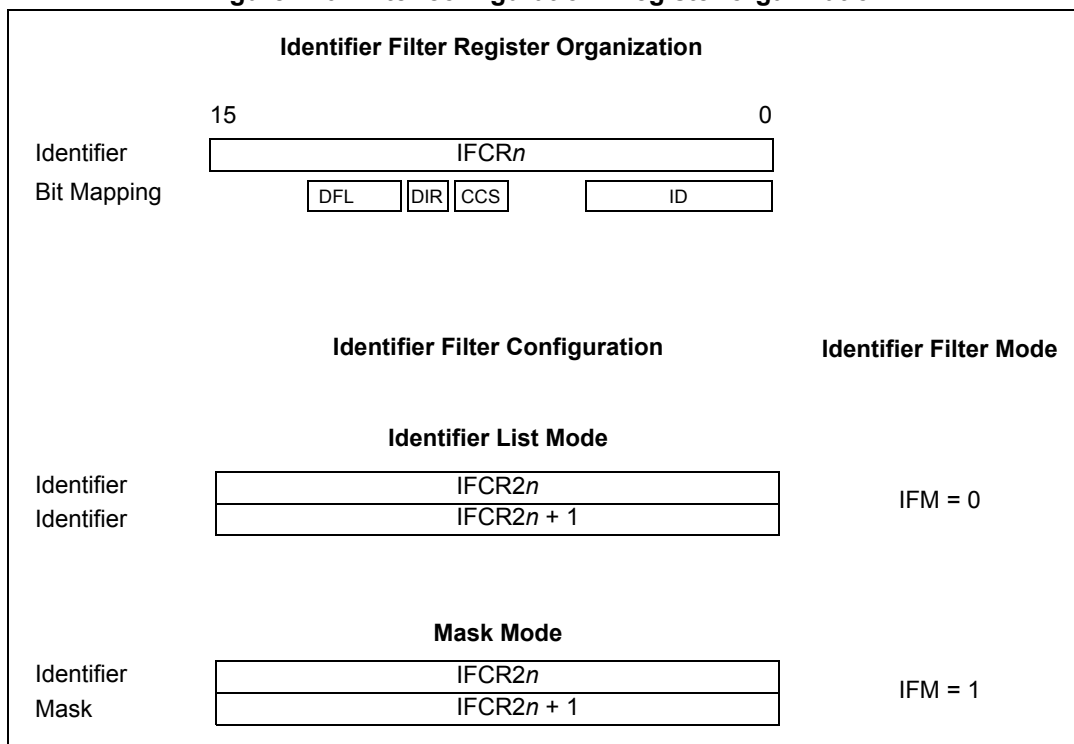 Identifier Filter Register Organization
15 0
Identifier IFCRn
Bit Mapping DFL DIR CCS ID
Identifier Filter Configuration Identifier Filter Mode
Identifier List Mode
Identifier IFCR2n
Identifier IFCR2n + 1
IFM = 0
Mask Mode
Identifier IFCR2n
Mask IFCR2n + 1
IFM = 1